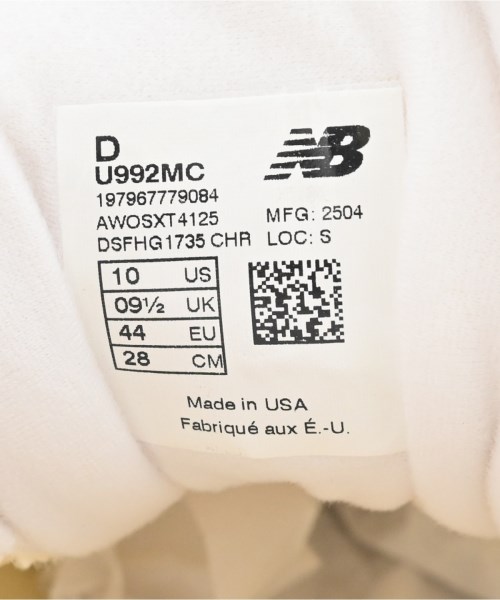 D
U992MC
NB
197967779084
AWOSXT4125 MFG: 2504
DSFHG1735 CHR LOC: S
10 US
09½ UK
44 EU
28 CM
Made in USA
Fabriqué aux É.-U.